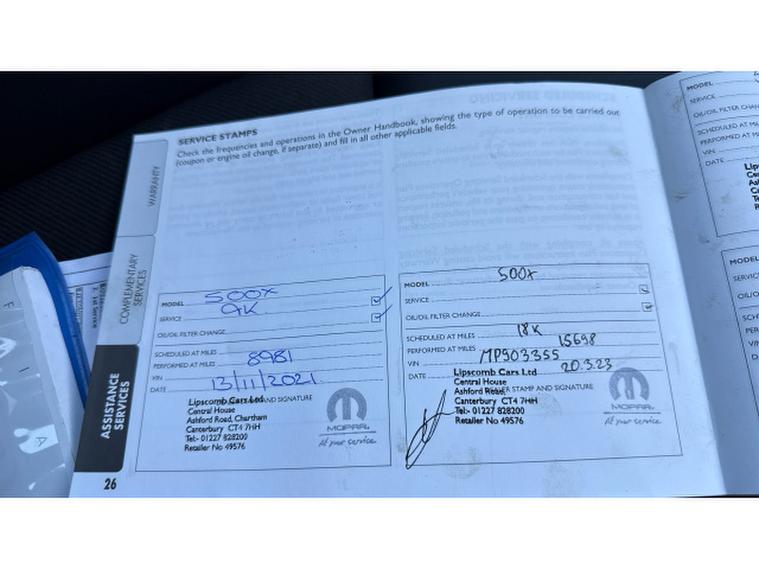 SERVICE STAMPS
Check the frequencies and operations in the Owner Handbook, showing the type of operation to be carried out
(coupon or engine oil change, if separate) and fill in all other applicable fields.
WARRANTY
COMPLEMENTARY
SERVICES
ASSISTANCE
SERVICES
MODEL 500X
SERVICE 9K
OIL/OIL FILTER CHANGE
SCHEDULED AT MILES
PERFORMED AT MILES 8981
VIN
DATE 13/11/2021
Lipscomb Cars Ltd
AND SIGNATURE
Central House
Ashford Road, Chartham
Canterbury CT4 7HH
Tel:- 01227 828200
Retailer No 49576
MOPAR
At your service
26
MODEL 500X
SERVICE
OIL/OIL FILTER CHANGE
SCHEDULED AT MILES 18K
PERFORMED AT MILES 15698
VIN MP903355
DATE 20.3.23
Lipscomb Cars Ltd
Central House
STAMP AND SIGNATURE
Ashford Road,
Canterbury CT4 7HH
Tel:- 01227 828200
Retailer No 49576
MOPAR
At your service
MODEL
SERVICE
OIL/OIL FILTER CHAN
SCHEDULED AT MI
PERFORMED AT M
VIN
DATE
MODEL